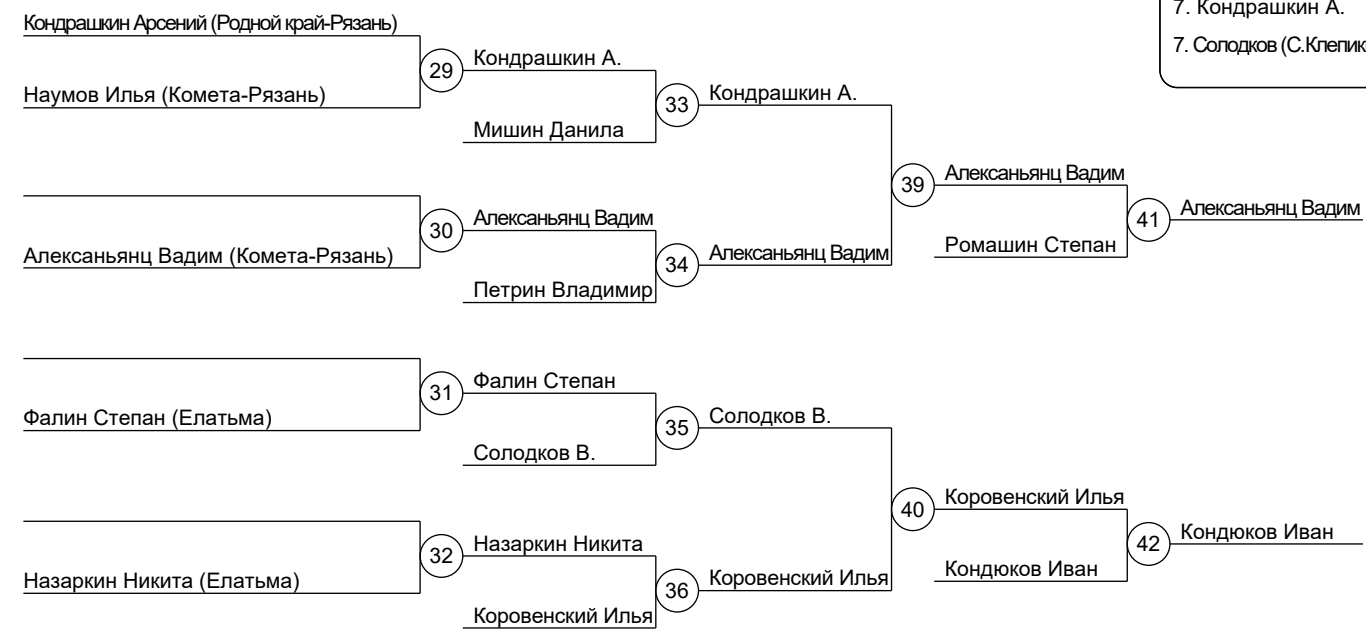 7. Кондрашкин А.
7. Солодков (С.Клепик
Кондрашкин Арсений (Родной край-Рязань)
29
Кондрашкин А.
Наумов Илья (Комета-Рязань)
33
Кондрашкин А.
Мишин Данила
39
Алексаньянц Вадим
41
Алексаньянц Вадим
30
Алексаньянц Вадим
Алексаньянц Вадим (Комета-Рязань)
34
Алексаньянц Вадим
Ромашин Степан
Петрин Владимир
31
Фалин Степан
Фалин Степан (Елатьма)
35
Солодков В.
Солодков В.
40
Коровенский Илья
42
Кондюков Иван
32
Назаркин Никита
Назаркин Никита (Елатьма)
36
Коровенский Илья
Кондюков Иван
Коровенский Илья